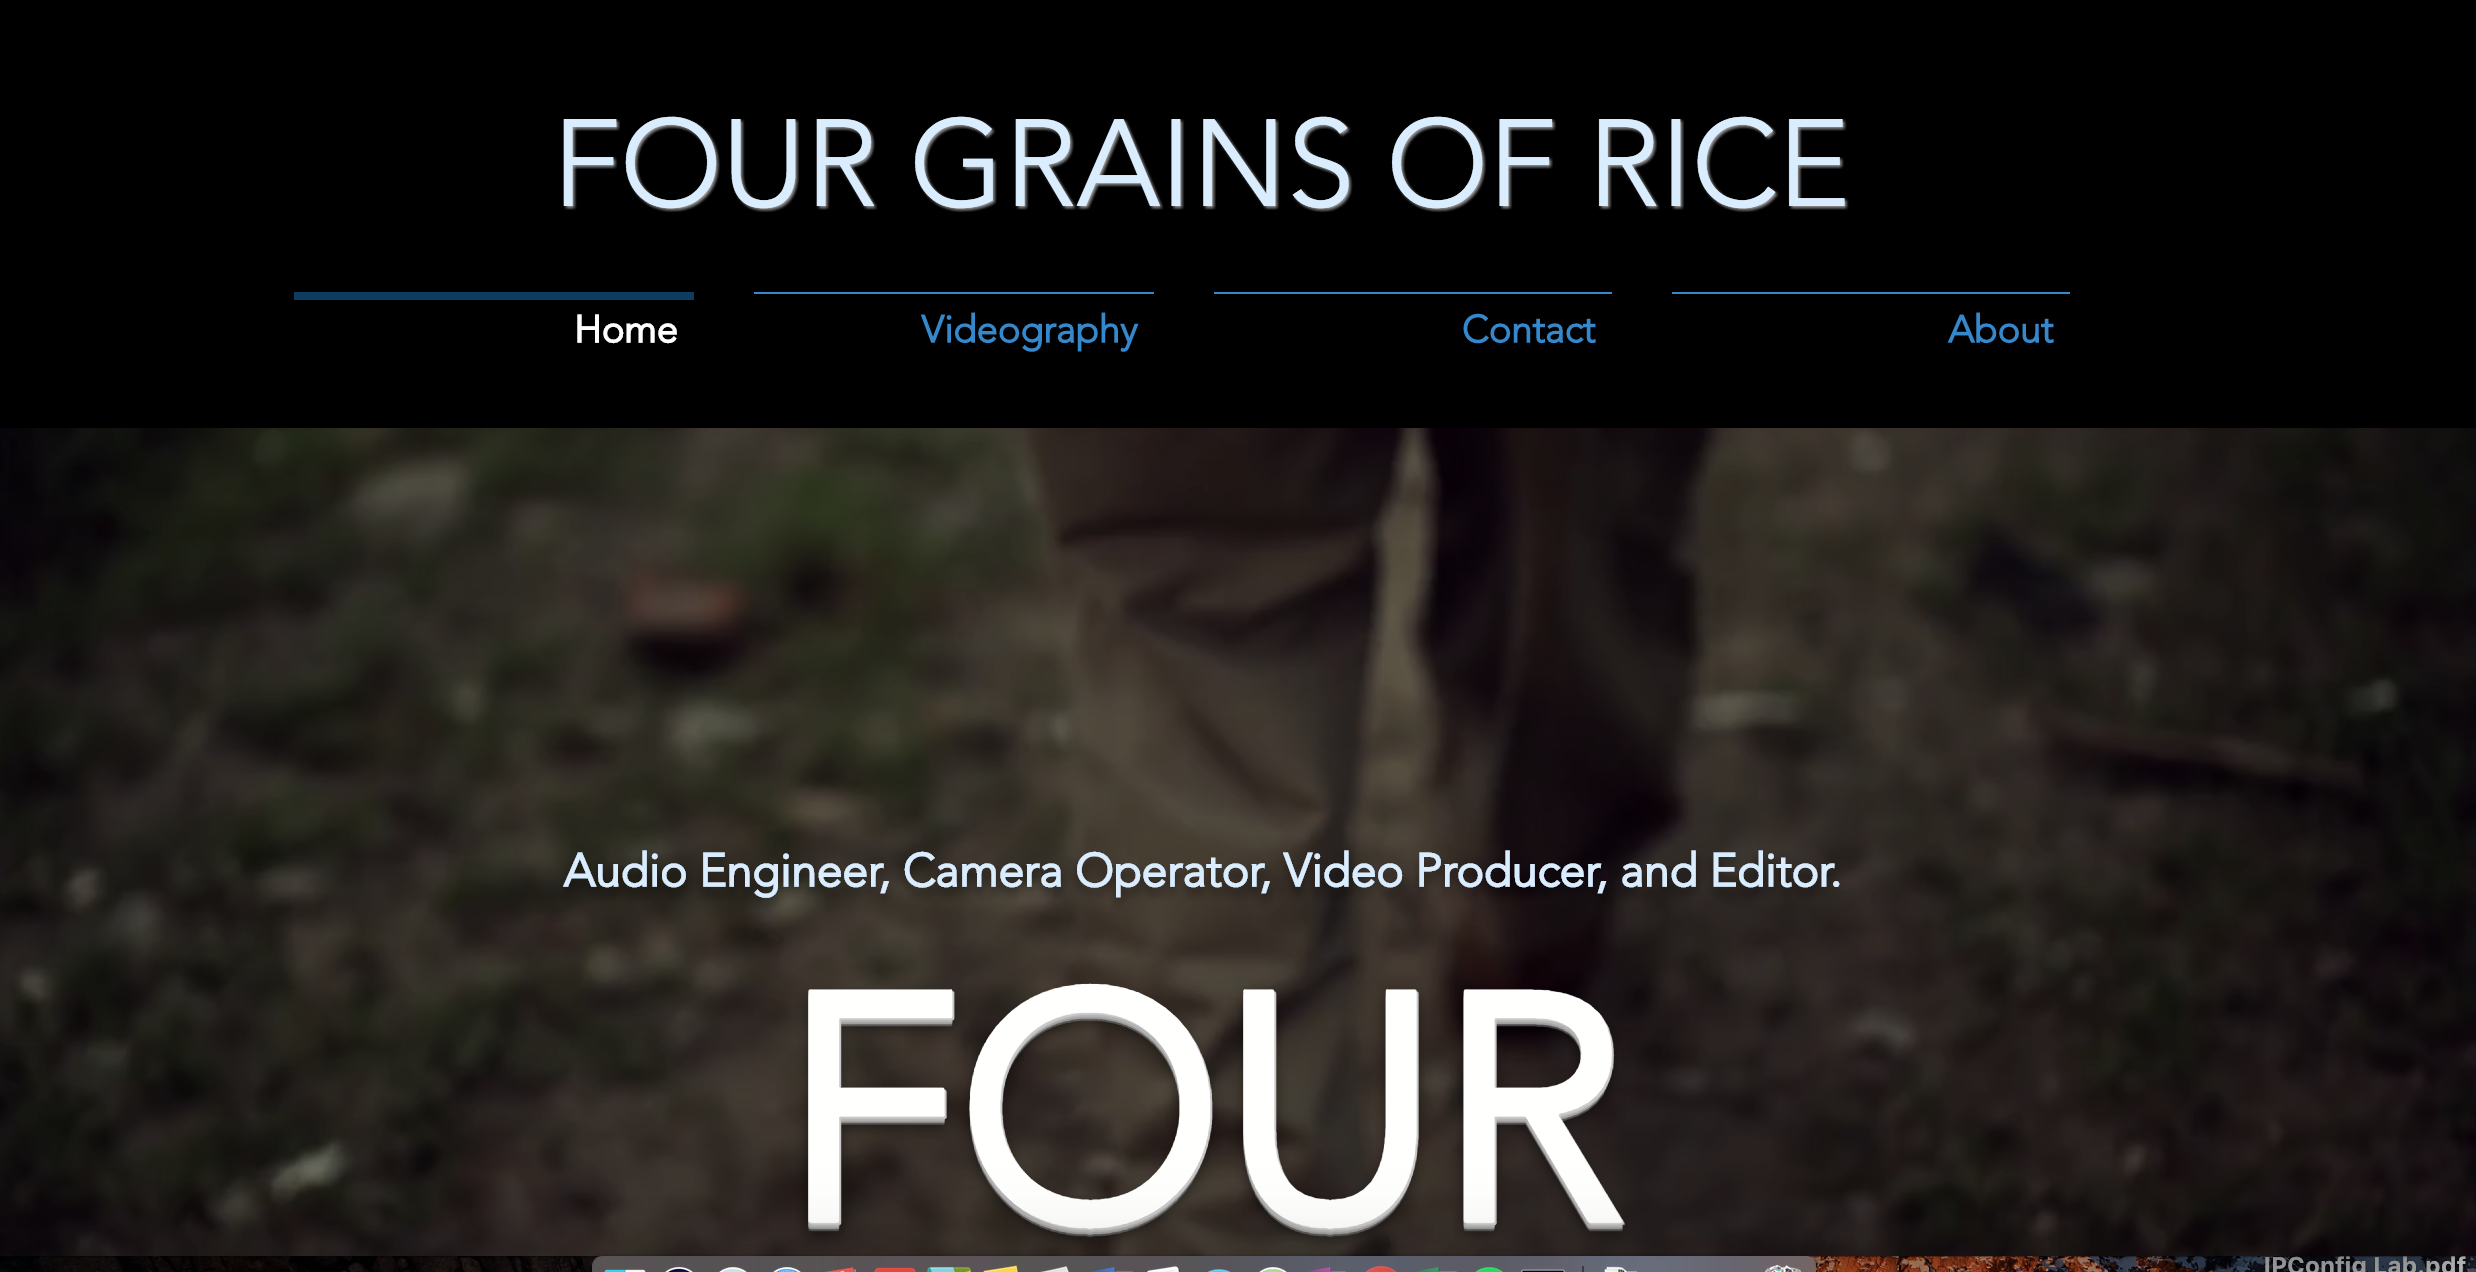 FOUR GRAINS OF RICE
Home
Videography
Contact
About
Audio Engineer, Camera Operator, Video Producer, and Editor.
FOUR
IPConfig Lab.pdf